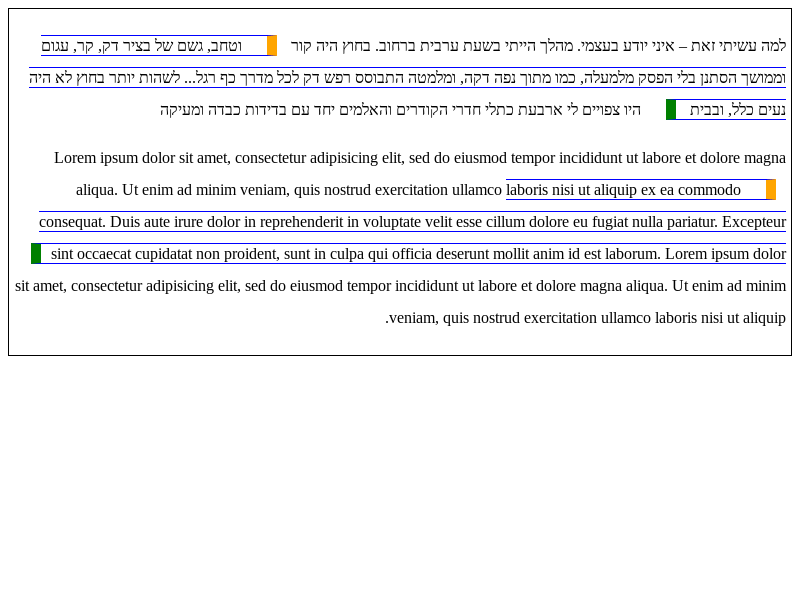 למה עשיתי זאת – איני יודע בעצמי. מהלך הייתי בשעת ערבית ברחוב. בחוץ היה קור וטחב, גשם של בציר דק, קר, עגום
וממושך הסתנן בלי הפסק מלמעלה, כמו מתוך נפה דקה, ומלמטה התבוסס רפש דק לכל מדרך כף רגל... לשהות יותר בחוץ לא היה
נעים כלל, ובבית היו צפויים לי ארבעת כתלי חדרי הקודרים והאלמים יחד עם בדידות כבדה ומעיקה
Lorem ipsum dolor sit amet, consectetur adipisicing elit, sed do eiusmod tempor incididunt ut labore et dolore magna
aliqua. Ut enim ad minim veniam, quis nostrud exercitation ullamco laboris nisi ut aliquip ex ea commodo
consequat. Duis aute irure dolor in reprehenderit in voluptate velit esse cillum dolore eu fugiat nulla pariatur. Excepteur
sint occaecat cupidatat non proident, sunt in culpa qui officia deserunt mollit anim id est laborum. Lorem ipsum dolor
sit amet, consectetur adipisicing elit, sed do eiusmod tempor incididunt ut labore et dolore magna aliqua. Ut enim ad minim
.veniam, quis nostrud exercitation ullamco laboris nisi ut aliquip